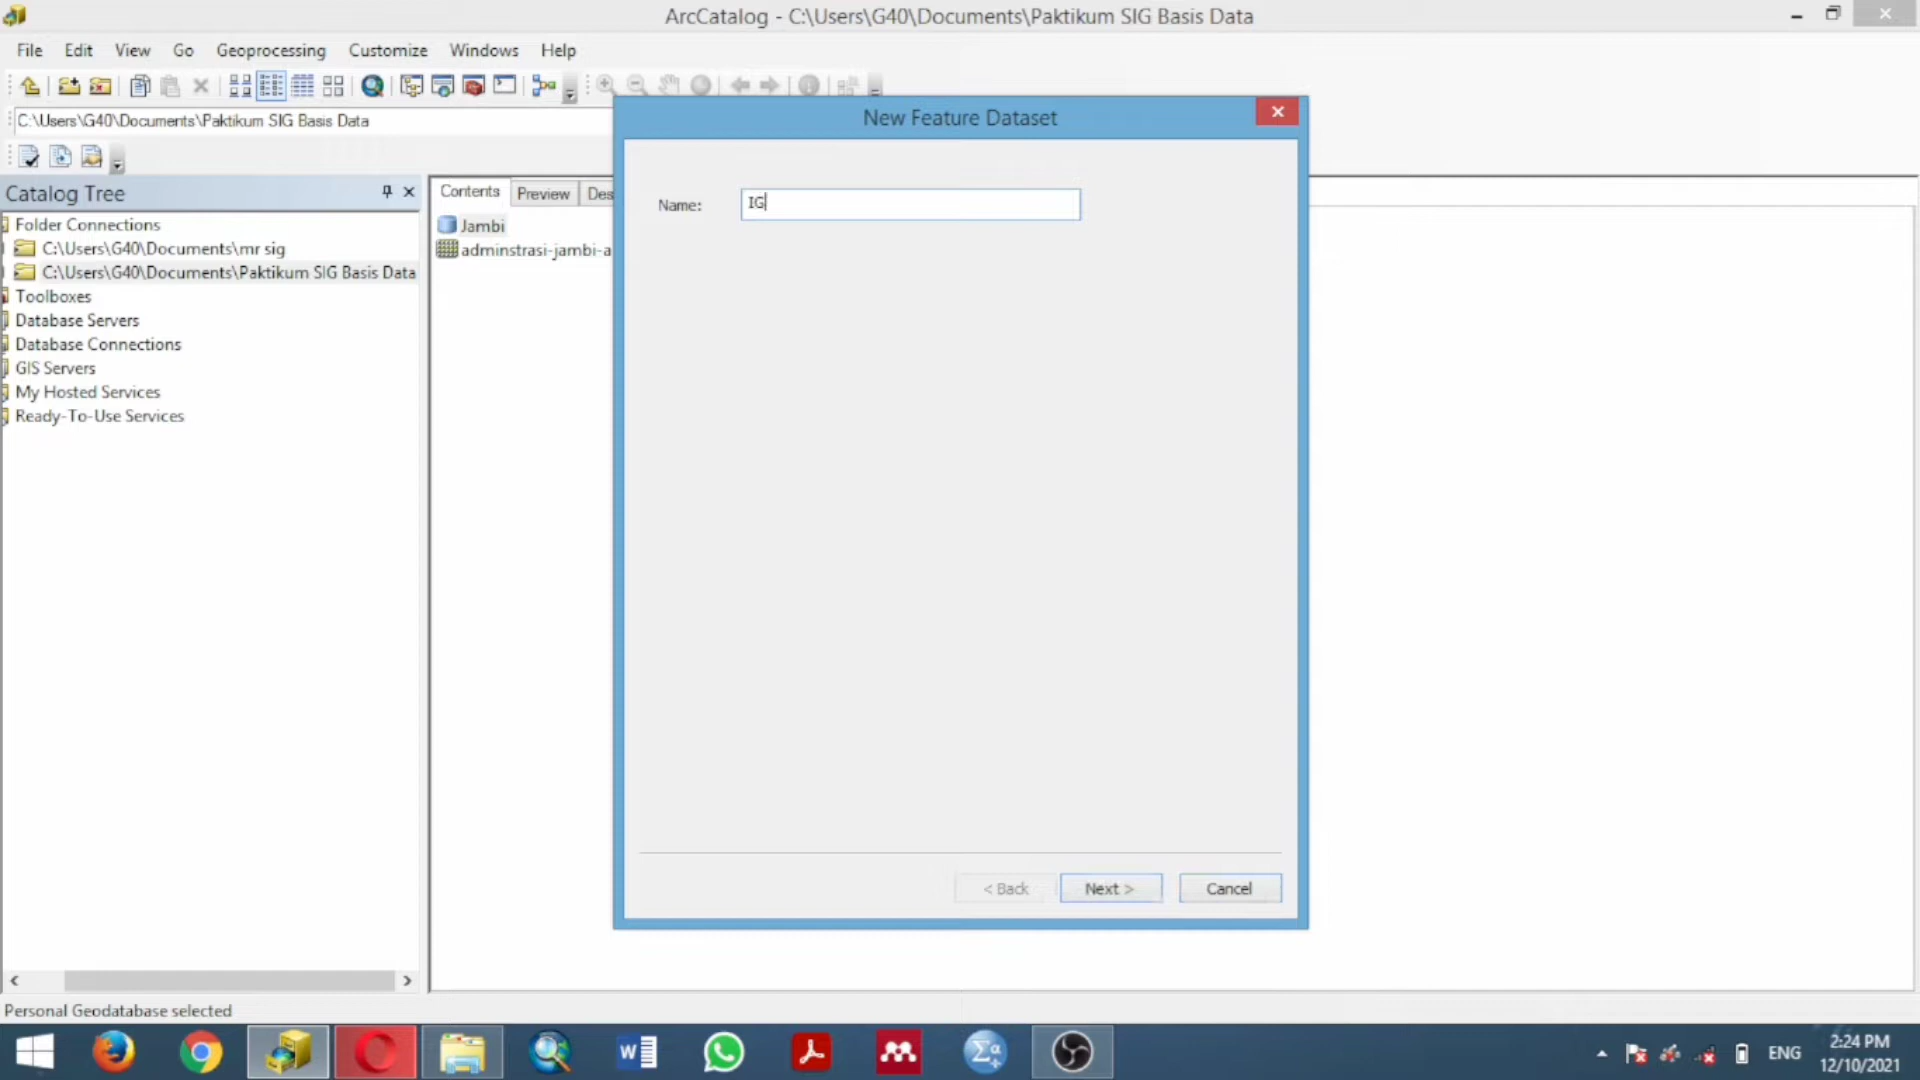 ArcCatalog - C:\Users\G40\Documents\Paktikum SIG Basis Data
File Edit View Go Geoprocessing Customize Windows Help
C:\Users\G40\Documents\Paktikum SIG Basis Data
New Feature Dataset
Catalog Tree
Contents Preview Des
Name: IG
Folder Connections
Jambi
C:\Users\G40\Documents\mr sig
adminstrasi-jambi-a
C:\Users\G40\Documents\Paktikum SIG Basis Data
Toolboxes
Database Servers
Database Connections
GIS Servers
My Hosted Services
Ready-To-Use Services
< Back Next > Cancel
Personal Geodatabase selected
ENG
2:24 PM
12/10/2021